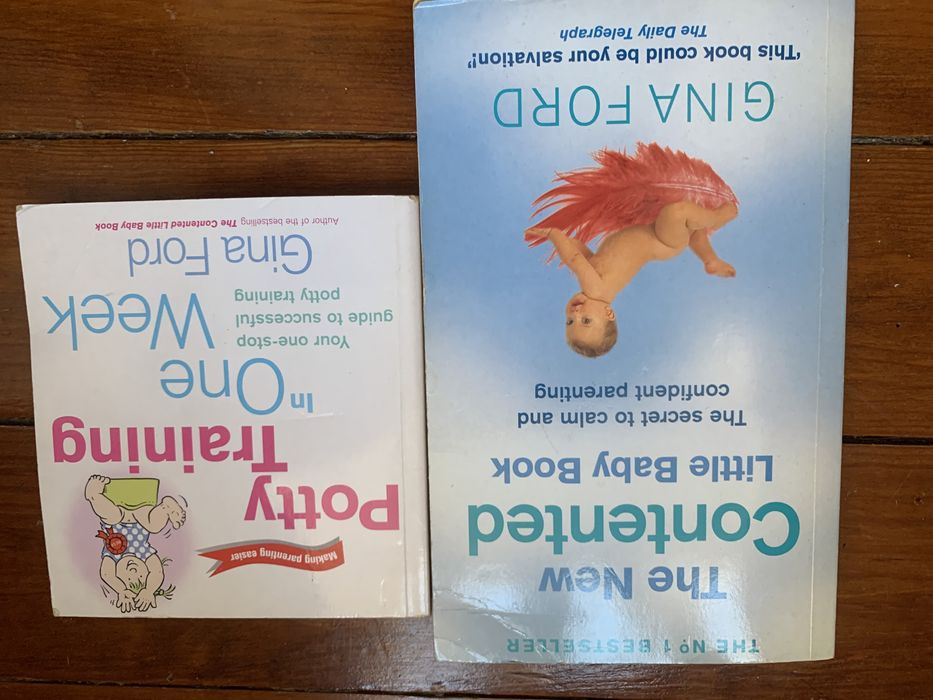 THE Nº 1 BESTSELLER
The New
Contented
Little Baby Book
The secret to calm and
confident parenting
GINA FORD
'This book could be your salvation!'
The Daily Telegraph
Making parenting easier
Potty
Training
In One
Week
Your one-stop
guide to successful
potty training
Gina Ford
Author of the bestselling The Contented Little Baby Book